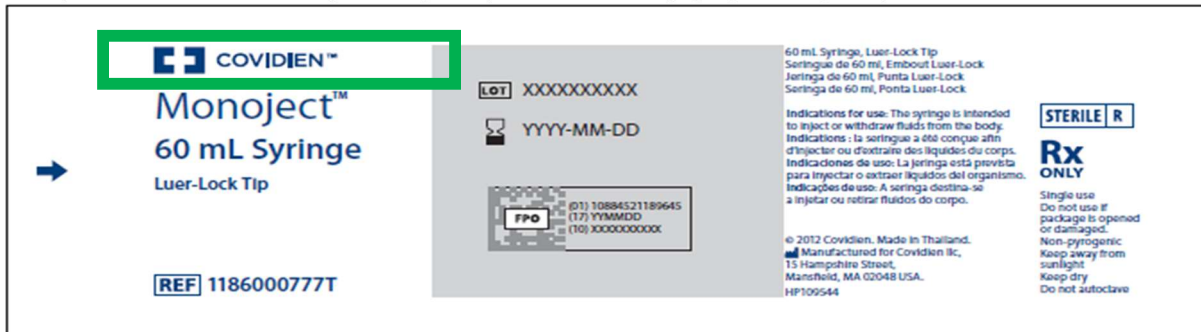 COVIDIEN™
Monoject™
60 mL Syringe
Luer-Lock Tip
REF 1186000777T
LOT XXXXXXXXXX
YYYY-MM-DD
FPO
(01) 10884521189645
(17) YYMMDD
(10) XXXXXXXXXX
60 mL Syringe, Luer-Lock Tip
Seringue de 60 ml, Embout Luer-Lock
Jeringa de 60 ml, Punta Luer-Lock
Seringa de 60 ml, Ponta Luer-Lock
Indications for use: The syringe is intended
to inject or withdraw fluids from the body.
Indications : la seringue a été conçue afin
d'injecter ou d'extraire des liquides du corps.
Indicaciones de uso: La jeringa está prevista
para inyectar o extraer líquidos del organismo.
Indicações de uso: A seringa destina-se
a injetar ou retirar fluidos do corpo.
© 2012 Covidien. Made in Thailand.
Manufactured for Covidien llc,
15 Hampshire Street,
Mansfield, MA 02048 USA.
HP109544
STERILE R
Rx
ONLY
Single use
Do not use if
package is opened
or damaged.
Non-pyrogenic
Keep away from
sunlight
Keep dry
Do not autoclave